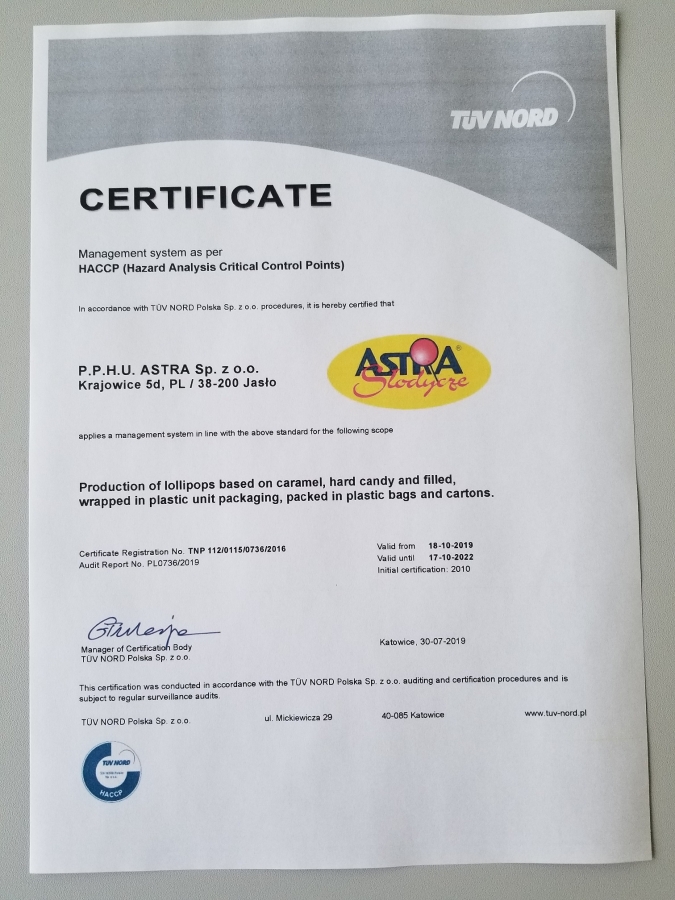 TÜV NORD
CERTIFICATE
Management system as per
HACCP (Hazard Analysis Critical Control Points)
In accordance with TÜV NORD Polska Sp. z o.o. procedures, it is hereby certified that
P.P.H.U. ASTRA Sp. z o.o.
Krajowice 5d, PL / 38-200 Jasło
ASTRA®
Słodycze
applies a management system in line with the above standard for the following scope
Production of lollipops based on caramel, hard candy and filled,
wrapped in plastic unit packaging, packed in plastic bags and cartons.
Certificate Registration No. TNP 112/0115/0736/2016
Audit Report No. PL0736/2019
Valid from 18-10-2019
Valid until 17-10-2022
Initial certification: 2010
Manager of Certification Body
TÜV NORD Polska Sp. z o.o.
Katowice, 30-07-2019
This certification was conducted in accordance with the TÜV NORD Polska Sp. z o.o. auditing and certification procedures and is
subject to regular surveillance audits.
TÜV NORD Polska Sp. z o.o. ul. Mickiewicza 29 40-085 Katowice www.tuv-nord.pl
TÜV NORD
HACCP